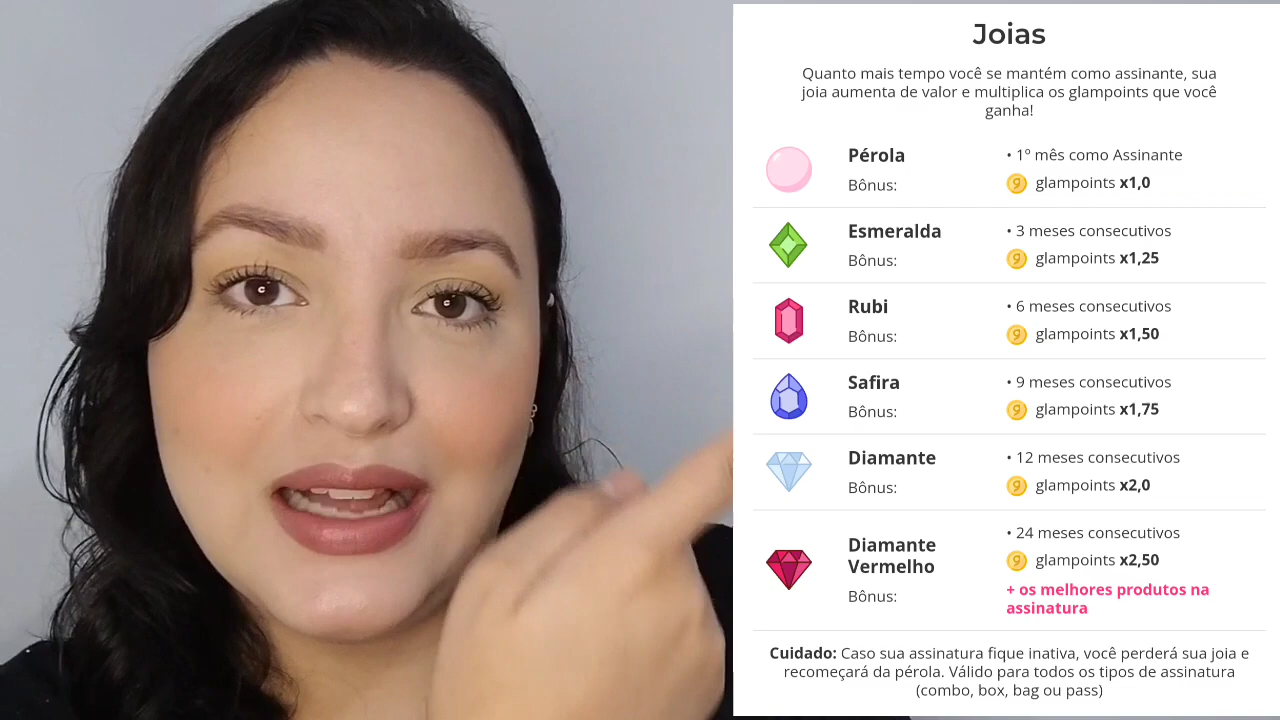 Joias
Quanto mais tempo você se mantém como assinante, sua
joia aumenta de valor e multiplica os glampoints que você
ganha!
Pérola
• 1º mês como Assinante
Bônus:
glampoints x1,0
Esmeralda
• 3 meses consecutivos
Bônus:
glampoints x1,25
Rubi
• 6 meses consecutivos
Bônus:
glampoints x1,50
Safira
• 9 meses consecutivos
Bônus:
glampoints x1,75
Diamante
• 12 meses consecutivos
Bônus:
glampoints x2,0
Diamante
Vermelho
• 24 meses consecutivos
glampoints x2,50
Bônus:
+ os melhores produtos na
assinatura
Cuidado: Caso sua assinatura fique inativa, você perderá sua joia e
recomeçará da pérola. Válido para todos os tipos de assinatura
(combo, box, bag ou pass)